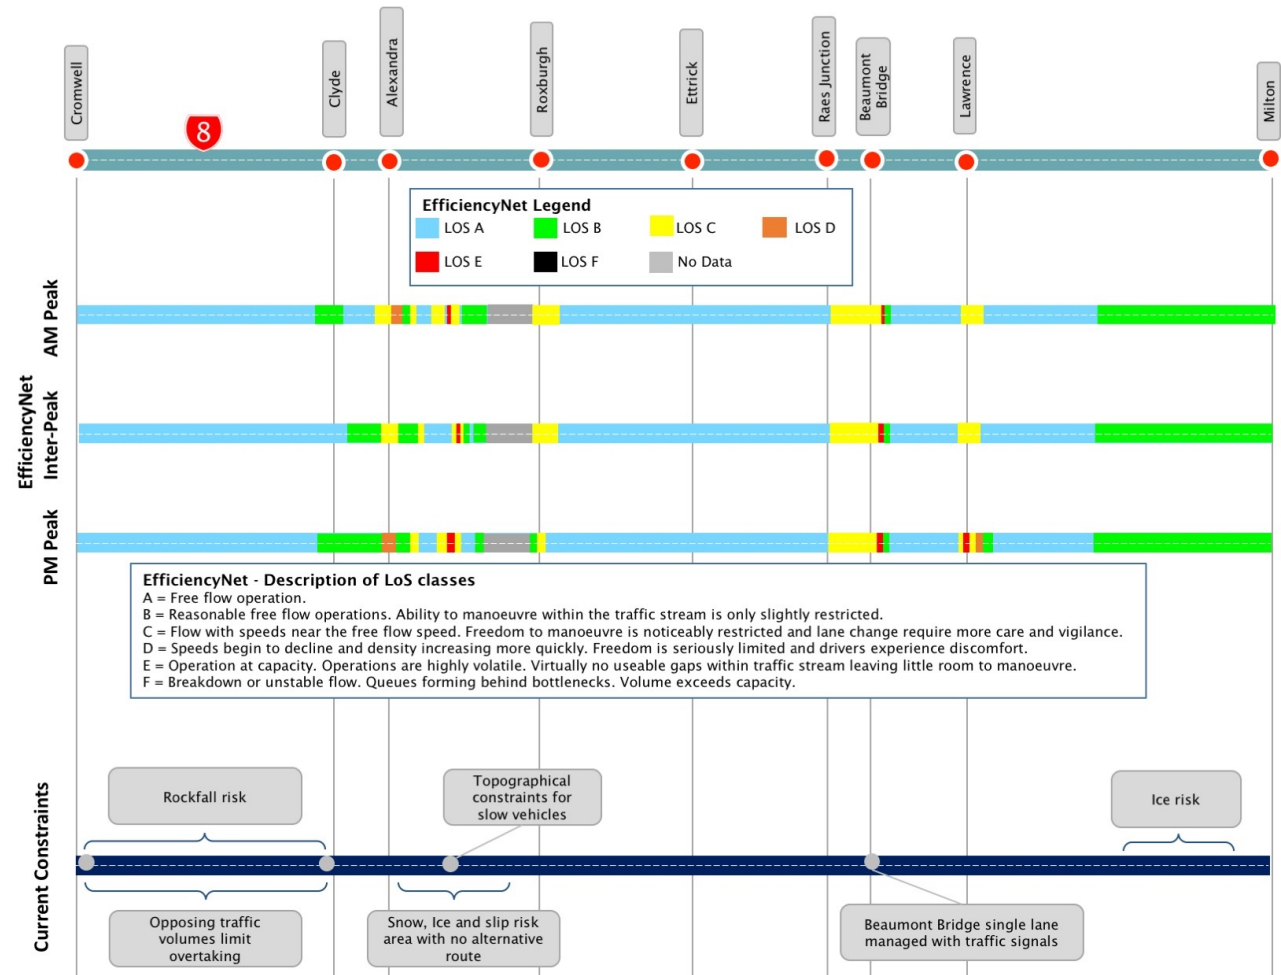 Cromwell
Clyde
Alexandra
Roxburgh
Ettrick
Raes Junction
Beaumont
Bridge
Lawrence
Milton
8
EfficiencyNet Legend
LOS A
LOS B
LOS C
LOS D
LOS E
LOS F
No Data
EfficiencyNet
AM Peak
Inter-Peak
PM Peak
EfficiencyNet - Description of LoS classes
A = Free flow operation.
B = Reasonable free flow operations. Ability to manoeuvre within the traffic stream is only slightly restricted.
C = Flow with speeds near the free flow speed. Freedom to manoeuvre is noticeably restricted and lane change require more care and vigilance.
D = Speeds begin to decline and density increasing more quickly. Freedom is seriously limited and drivers experience discomfort.
E = Operation at capacity. Operations are highly volatile. Virtually no useable gaps within traffic stream leaving little room to manoeuvre.
F = Breakdown or unstable flow. Queues forming behind bottlenecks. Volume exceeds capacity.
Current Constraints
Rockfall risk
Topographical
constraints for
slow vehicles
Ice risk
Opposing traffic
volumes limit
overtaking
Snow, Ice and slip risk
area with no alternative
route
Beaumont Bridge single lane
managed with traffic signals